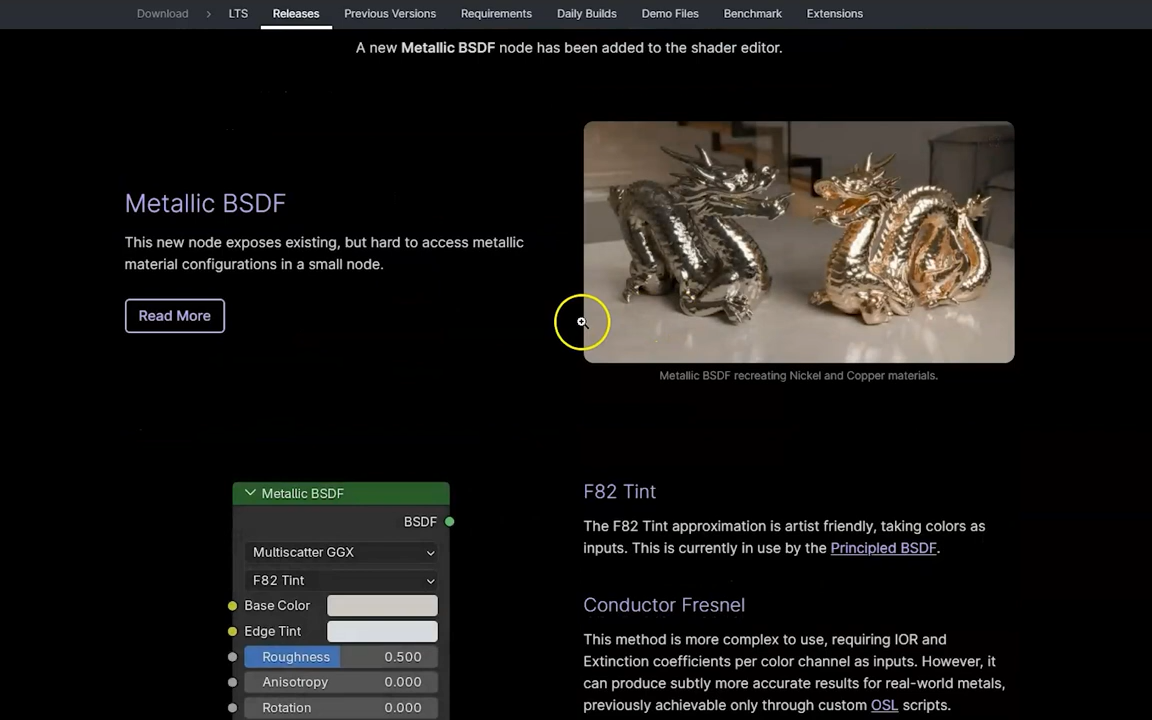 Download > LTS Releases Previous Versions Requirements Daily Builds Demo Files Benchmark Extensions
A new Metallic BSDF node has been added to the shader editor.
Metallic BSDF
This new node exposes existing, but hard to access metallic
material configurations in a small node.
Read More
Metallic BSDF recreating Nickel and Copper materials.
Metallic BSDF
BSDF
Multiscatter GGX
F82 Tint
Base Color
Edge Tint
Roughness 0.500
Anisotropy 0.000
Rotation 0.000
F82 Tint
The F82 Tint approximation is artist friendly, taking colors as
inputs. This is currently in use by the Principled BSDF.
Conductor Fresnel
This method is more complex to use, requiring IOR and
Extinction coefficients per color channel as inputs. However, it
can produce subtly more accurate results for real-world metals,
previously achievable only through custom OSL scripts.